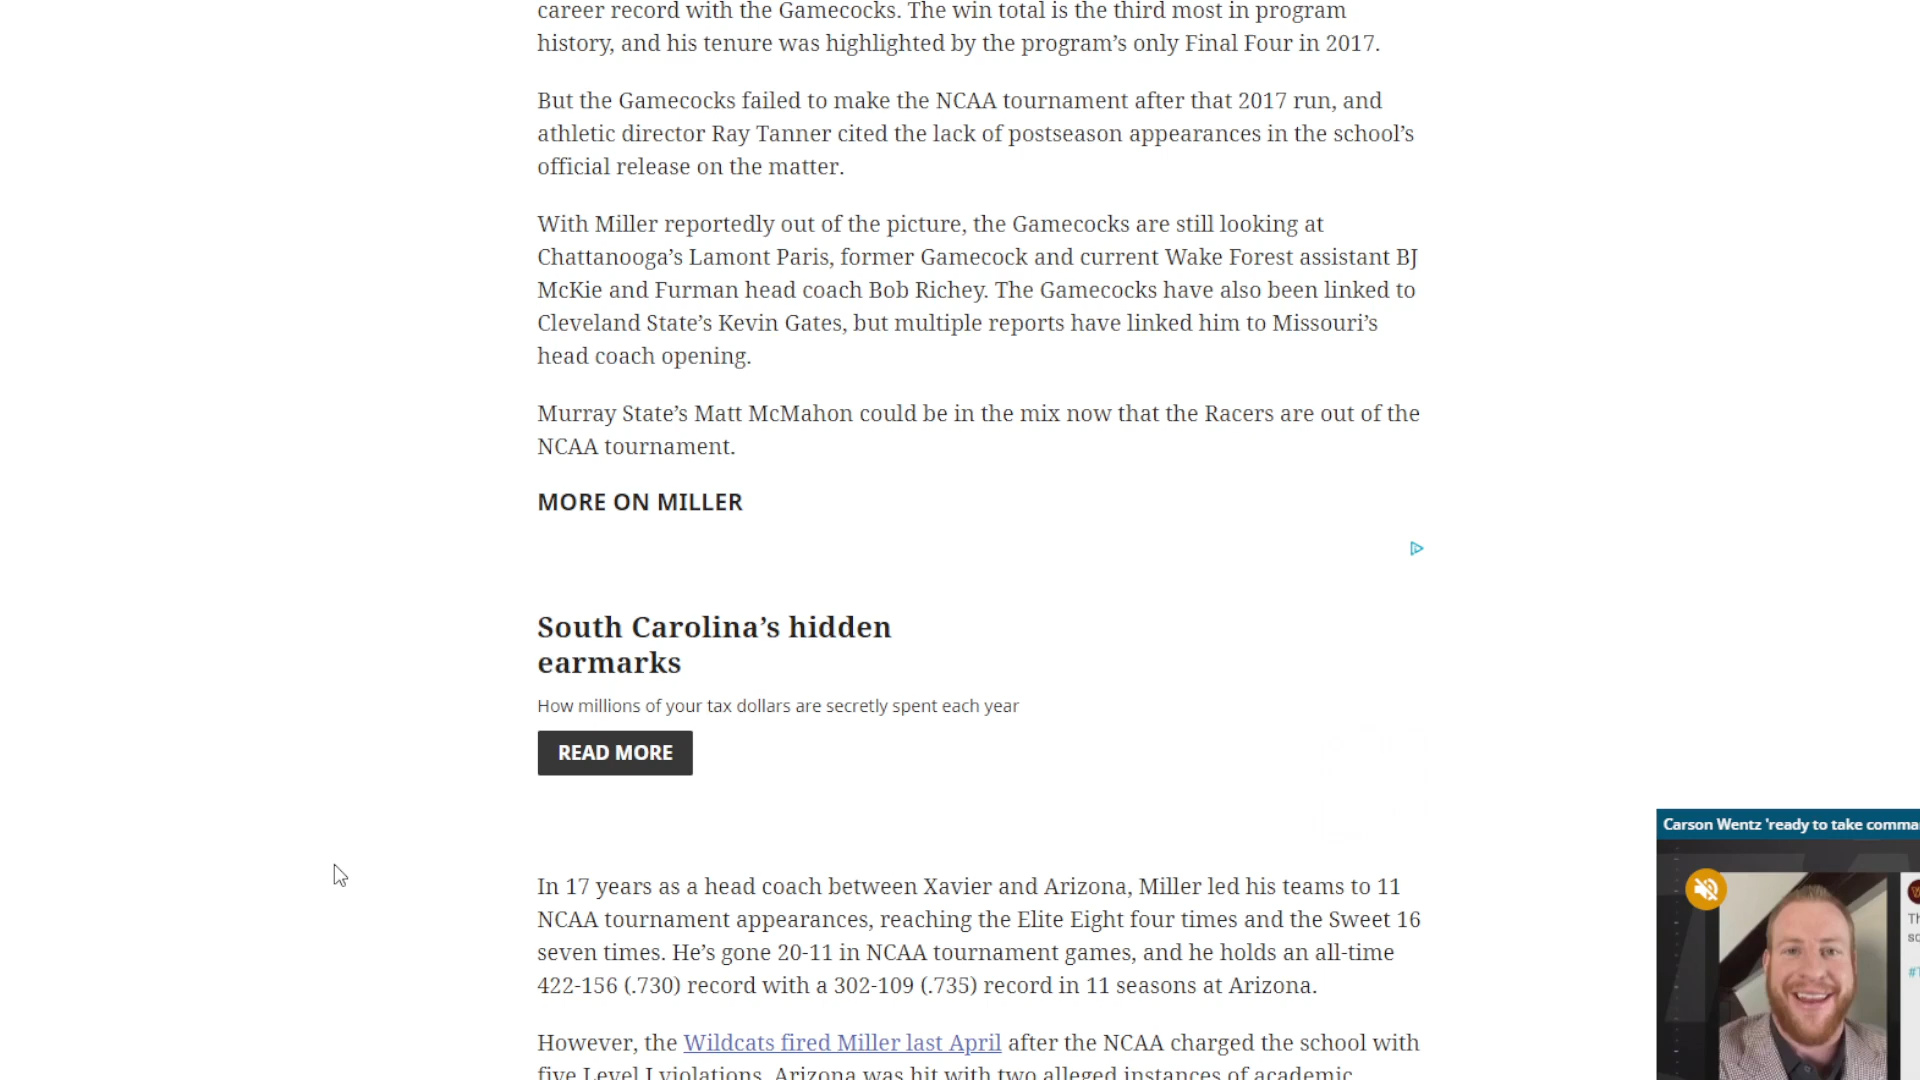 career record with the Gamecocks. The win total is the third most in program
history, and his tenure was highlighted by the program’s only Final Four in 2017.
But the Gamecocks failed to make the NCAA tournament after that 2017 run, and
athletic director Ray Tanner cited the lack of postseason appearances in the school’s
official release on the matter.
With Miller reportedly out of the picture, the Gamecocks are still looking at
Chattanooga’s Lamont Paris, former Gamecock and current Wake Forest assistant BJ
McKie and Furman head coach Bob Richey. The Gamecocks have also been linked to
Cleveland State’s Kevin Gates, but multiple reports have linked him to Missouri’s
head coach opening.
Murray State’s Matt McMahon could be in the mix now that the Racers are out of the
NCAA tournament.
MORE ON MILLER
South Carolina’s hidden
earmarks
How millions of your tax dollars are secretly spent each year
READ MORE
In 17 years as a head coach between Xavier and Arizona, Miller led his teams to 11
NCAA tournament appearances, reaching the Elite Eight four times and the Sweet 16
seven times. He’s gone 20-11 in NCAA tournament games, and he holds an all-time
422-156 (.730) record with a 302-109 (.735) record in 11 seasons at Arizona.
However, the Wildcats fired Miller last April after the NCAA charged the school with
five Level I violations. Arizona was hit with two alleged instances of academic
Carson Wentz 'ready to take comma